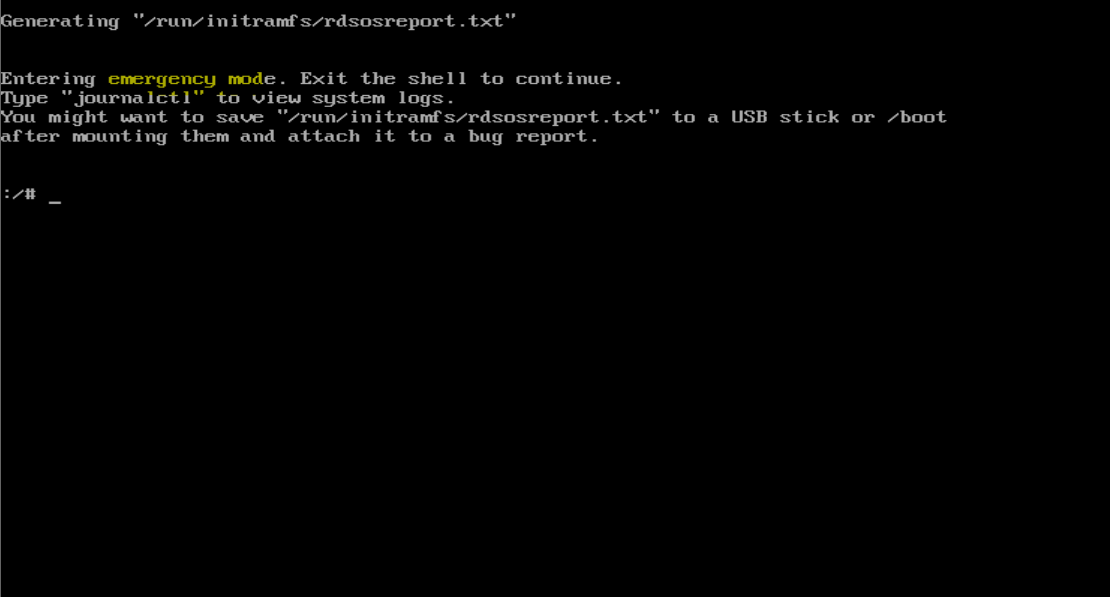 Generating "/run/initramfs/rdsosreport.txt"
Entering emergency mode. Exit the shell to continue.
Type "journalctl" to view system logs.
You might want to save "/run/initramfs/rdsosreport.txt" to a USB stick or /boot
after mounting them and attach it to a bug report.
:/# _